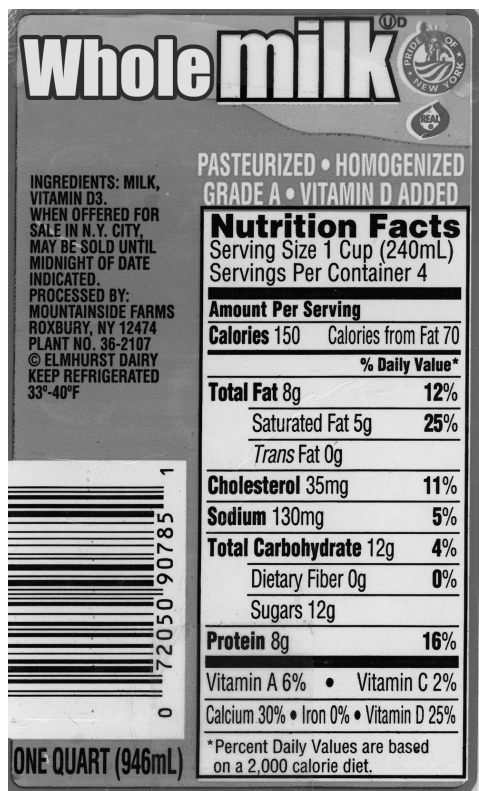 Whole milk
ⓊD
PRIDE OF
NEW YORK
REAL
PASTEURIZED • HOMOGENIZED
GRADE A • VITAMIN D ADDED
INGREDIENTS: MILK,
VITAMIN D3.
WHEN OFFERED FOR
SALE IN N.Y. CITY,
MAY BE SOLD UNTIL
MIDNIGHT OF DATE
INDICATED.
PROCESSED BY:
MOUNTAINSIDE FARMS
ROXBURY, NY 12474
PLANT NO. 36-2107
© ELMHURST DAIRY
KEEP REFRIGERATED
33º-40ºF
0 72050 90785 1
ONE QUART (946mL)
Nutrition Facts
Serving Size 1 Cup (240mL)
Servings Per Container 4
Amount Per Serving
Calories 150 Calories from Fat 70
% Daily Value*
Total Fat 8g 12%
Saturated Fat 5g 25%
Trans Fat 0g
Cholesterol 35mg 11%
Sodium 130mg 5%
Total Carbohydrate 12g 4%
Dietary Fiber 0g 0%
Sugars 12g
Protein 8g 16%
Vitamin A 6% • Vitamin C 2%
Calcium 30% • Iron 0% • Vitamin D 25%
*Percent Daily Values are based
on a 2,000 calorie diet.